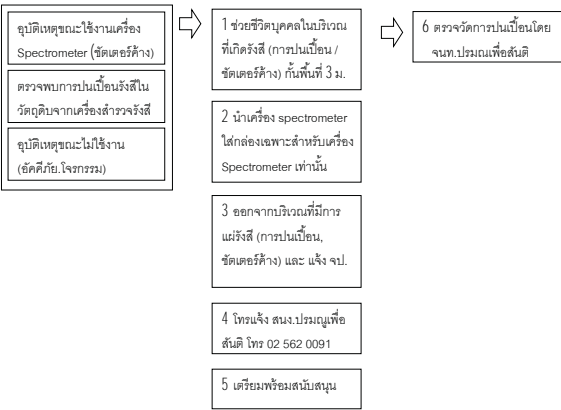 อุบัติเหตุขณะใช้งานเครื่อง
Spectrometer (ชัตเตอร์ค้าง)
ตรวจพบการปนเปื้อนรังสีใน
วัตถุดิบจากเครื่องสำรวจรังสี
อุบัติเหตุขณะไม่ใช้งาน
(อัคคีภัย.โจรกรรม)
1 ช่วยชีวิตบุคคลในบริเวณ
ที่เกิดรังสี (การปนเปื้อน /
ชัตเตอร์ค้าง) กั้นพื้นที่ 3 ม.
2 นำเครื่อง spectrometer
ใส่กล่องเฉพาะสำหรับเครื่อง
Spectrometer เท่านั้น
3 ออกจากบริเวณที่มีการ
แผ่รังสี (การปนเปื้อน,
ชัตเตอร์ค้าง) และ แจ้ง จป.
4 โทรแจ้ง สนง.ปรมณูเพื่อ
สันติ โทร 02 562 0091
5 เตรียมพร้อมสนับสนุน
6 ตรวจวัดการปนเปื้อนโดย
จนท.ปรมณเพื่อสันติ